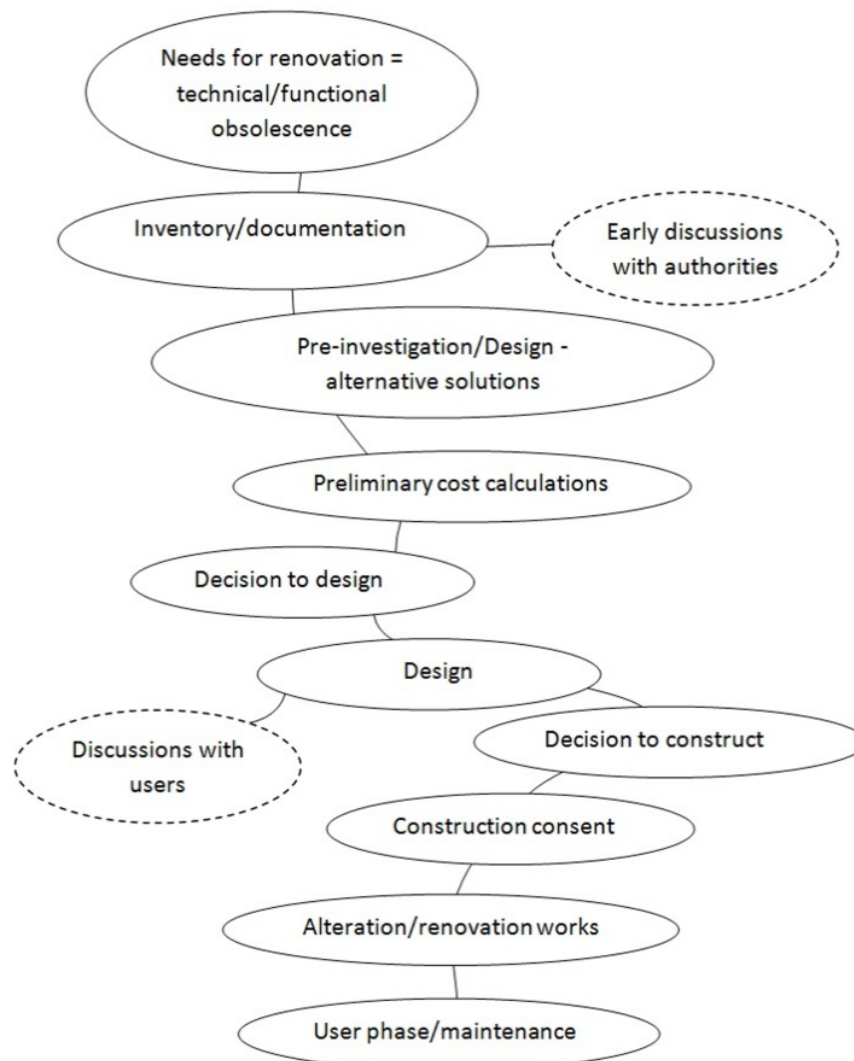 Needs for renovation =
technical/functional
obsolescence
Inventory/documentation
Early discussions
with authorities
Pre-investigation/Design -
alternative solutions
Preliminary cost calculations
Decision to design
Design
Discussions with
users
Decision to construct
Construction consent
Alteration/renovation works
User phase/maintenance